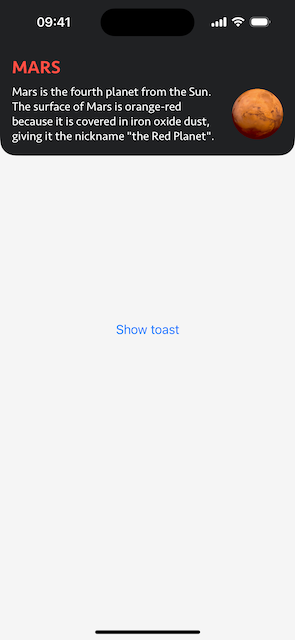 09:41
MARS
Mars is the fourth planet from the Sun.
The surface of Mars is orange-red
because it is covered in iron oxide dust,
giving it the nickname "the Red Planet".
Show toast